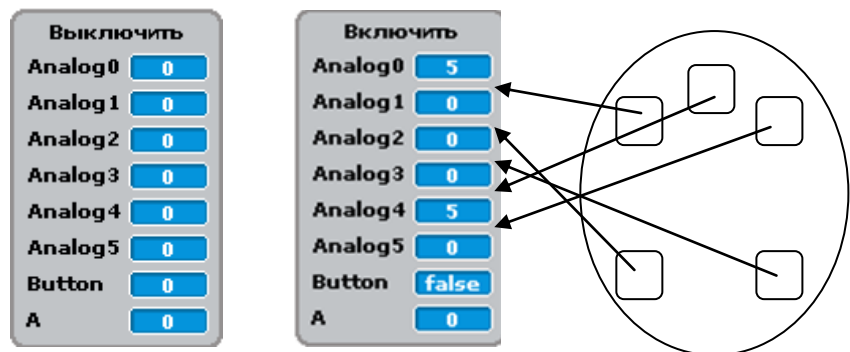 Выключить
Analog0 0
Analog1 0
Analog2 0
Analog3 0
Analog4 0
Analog5 0
Button 0
A 0
Включить
Analog0 5
Analog1 0
Analog2 0
Analog3 0
Analog4 5
Analog5 0
Button false
A 0